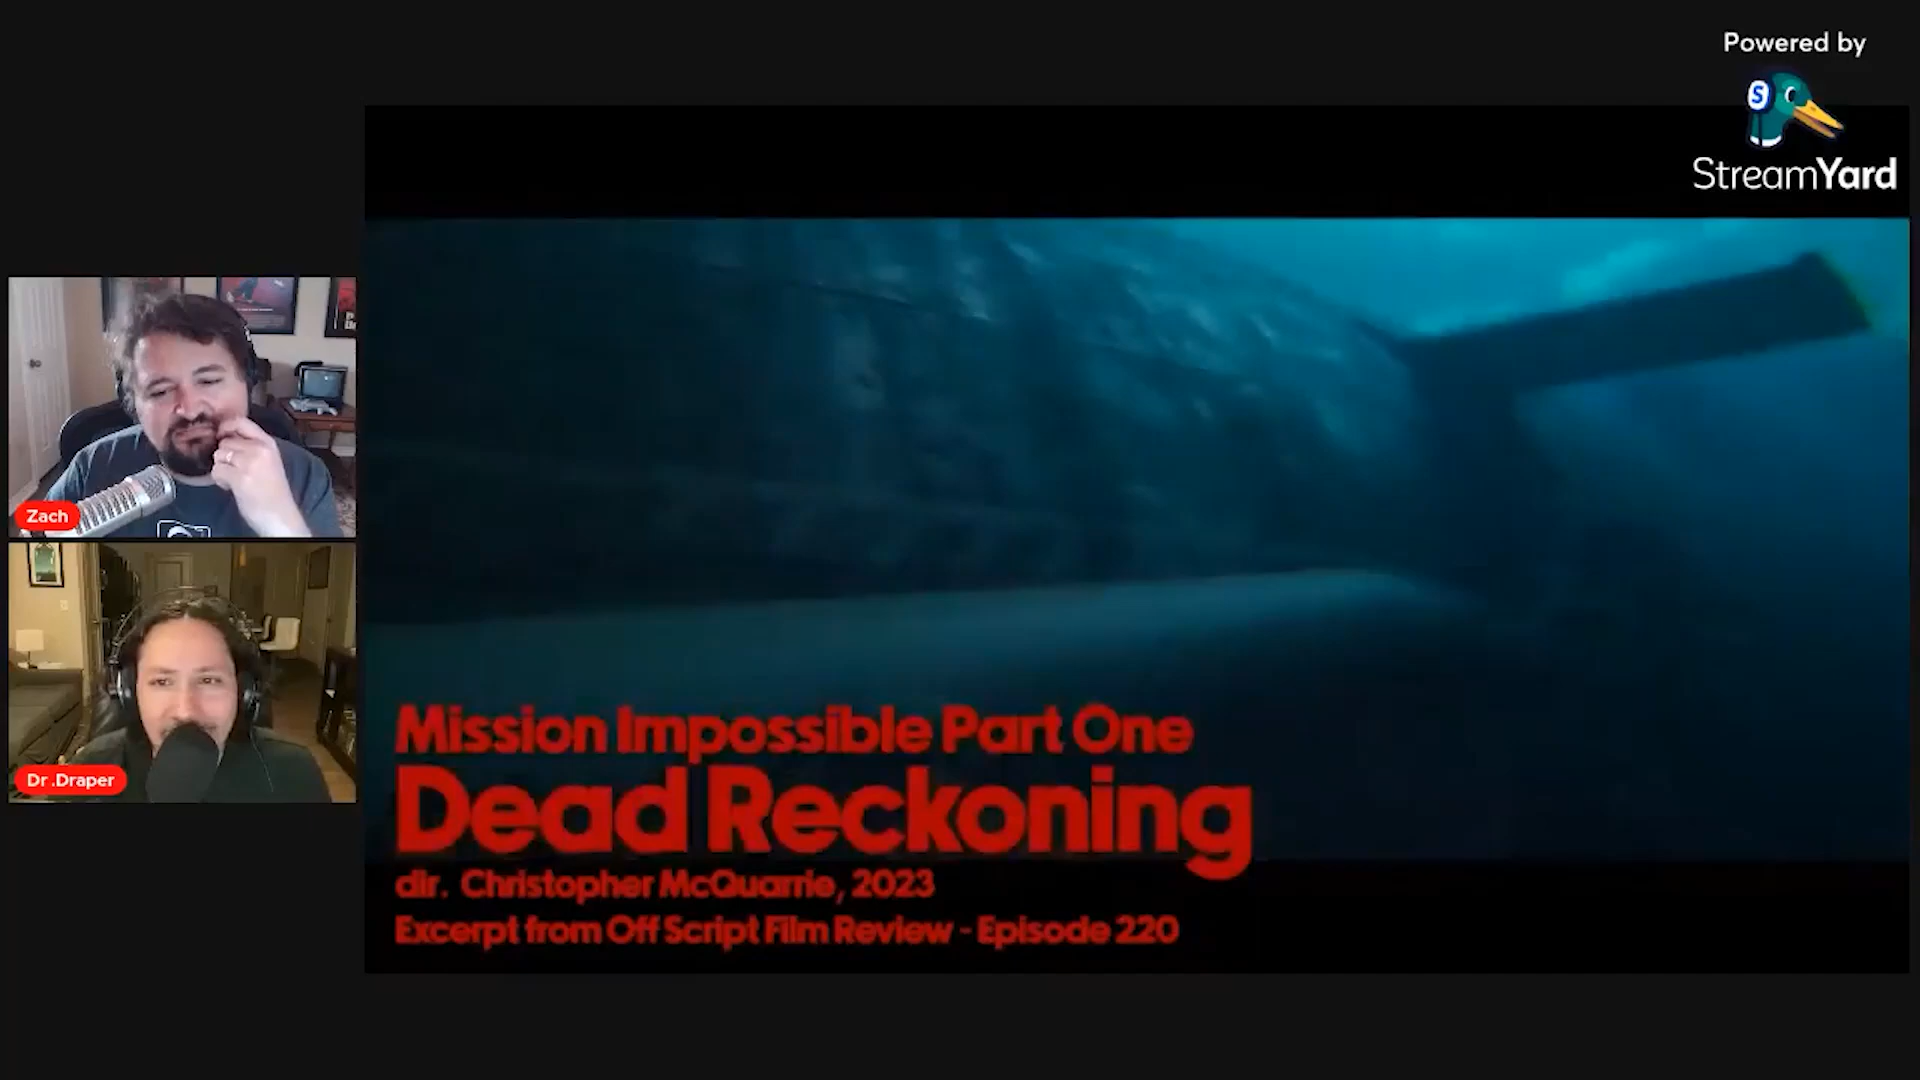 Powered by
S
StreamYard
Zach
Dr .Draper
Mission Impossible Part One
Dead Reckoning
dir. Christopher McQuarrie, 2023
Excerpt from Off Script Film Review - Episode 220